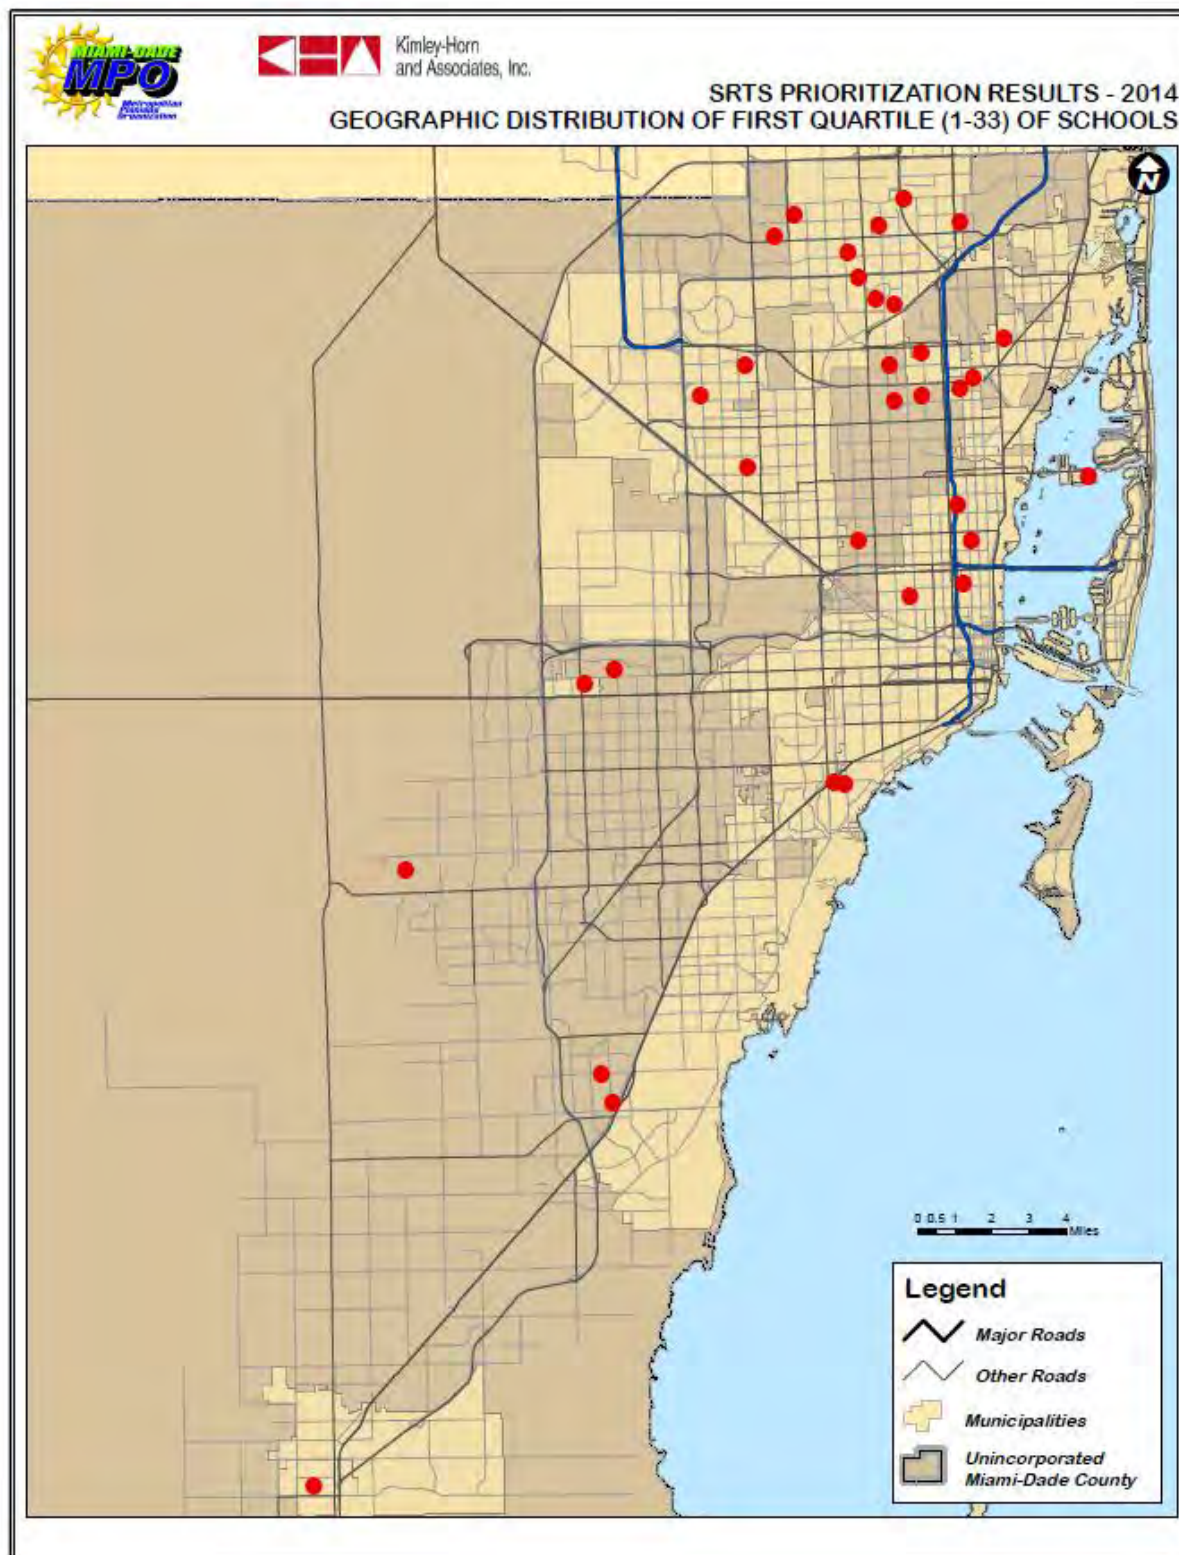 MIAMI-DADE
MPO
Metropolitan
Planning
Organization
Kimley-Horn
and Associates, Inc.
SRTS PRIORITIZATION RESULTS - 2014
GEOGRAPHIC DISTRIBUTION OF FIRST QUARTILE (1-33) OF SCHOOLS
N
0 0.5 1 2 3 4
Miles
Legend
Major Roads
Other Roads
Municipalities
Unincorporated
Miami-Dade County